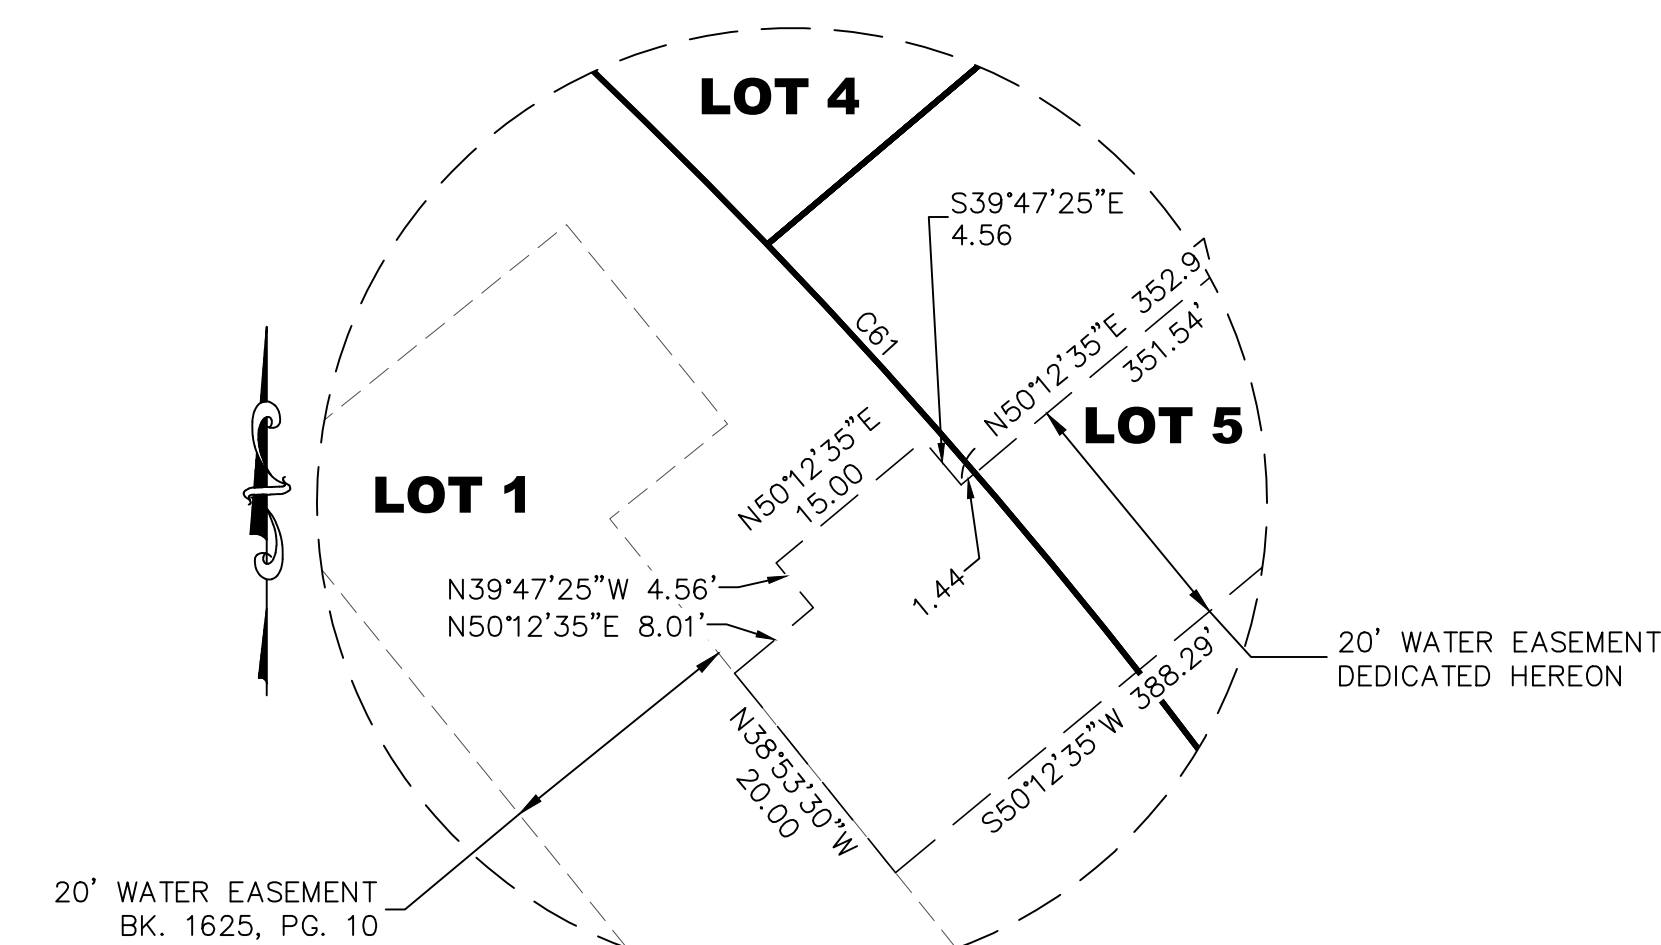 LOT 4
S39°47'25"E
4.56
N50°12'35"E 352.97
351.54'
C61
LOT 5
N50°12'35"E
15.00
LOT 1
N39°47'25"W 4.56'
N50°12'35"E 8.01'
1.44
20' WATER EASEMENT
DEDICATED HEREON
S50°12'35"W 388.29'
N38°53'30"W
20.00
20' WATER EASEMENT
BK. 1625, PG. 10